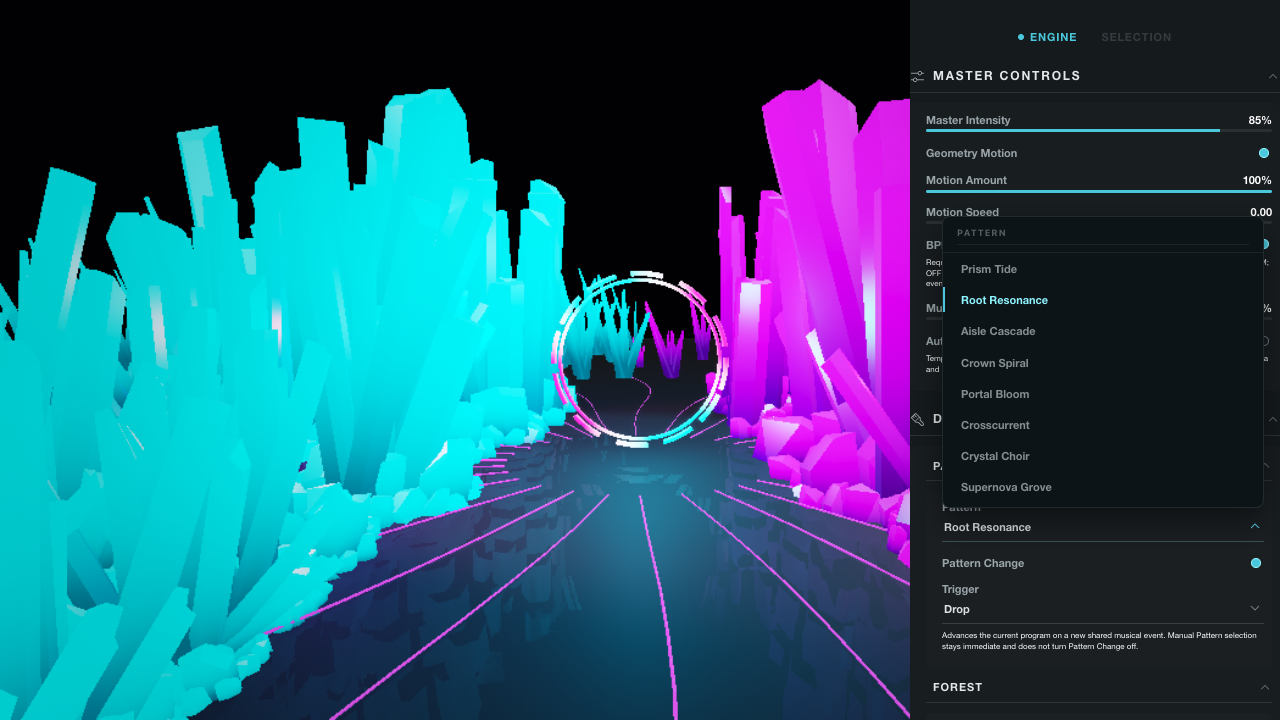 ENGINE
SELECTION
MASTER CONTROLS
Master Intensity
85%
Geometry Motion
Motion Amount
100%
Motion Speed
0.00
PATTERN
Prism Tide
Root Resonance
Aisle Cascade
Crown Spiral
Portal Bloom
Crosscurrent
Crystal Choir
Supernova Grove
Pattern
Root Resonance
Pattern Change
Trigger
Drop
Advances the current program on a new shared musical event. Manual Pattern selection
stays immediate and does not turn Pattern Change off.
FOREST